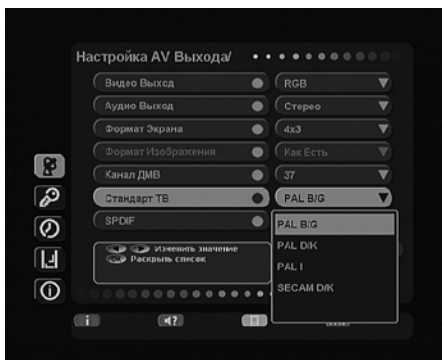 Настройка AV Выхода/
Видео Выход RGB
Аудио Выход Стерео
Формат Экрана 4x3
Формат Изображения Как Есть
Канал ДМВ 37
Стандарт ТВ PAL B/G
SPDIF
PAL B/G
PAL D/K
PAL I
SECAM D/K
Изменить значение
Раскрыть список